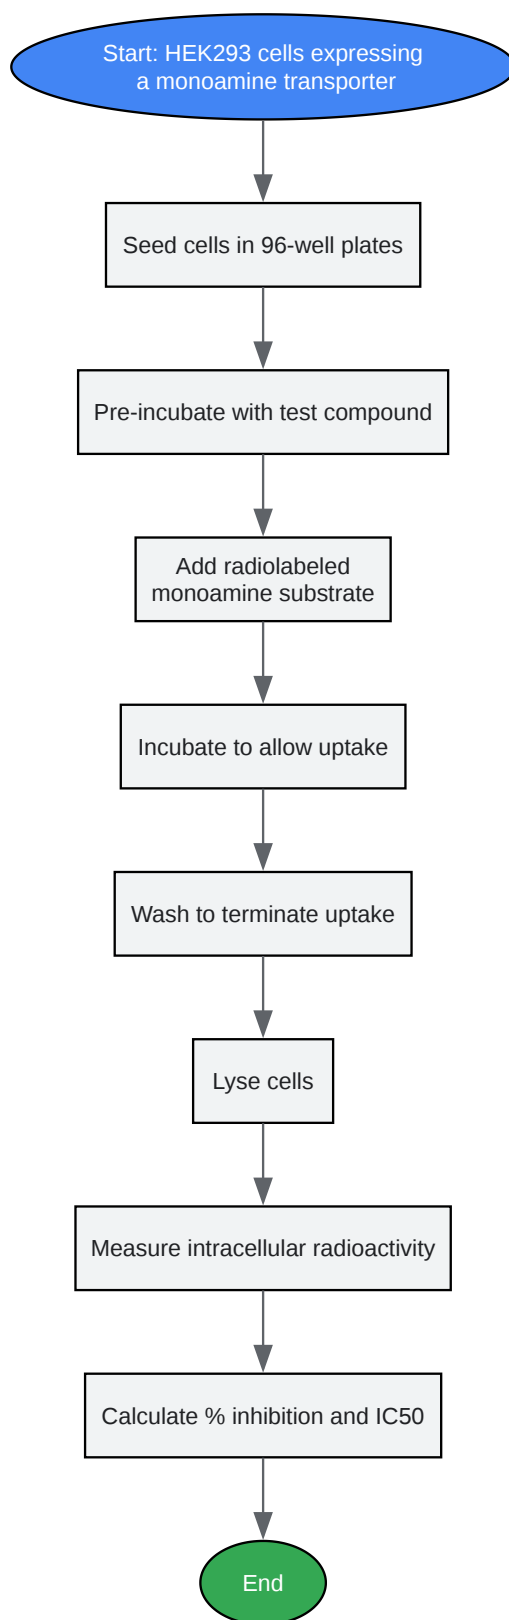 Start: HEK293 cells expressing
a monoamine transporter
Seed cells in 96-well plates
Pre-incubate with test compound
Add radiolabeled
monoamine substrate
Incubate to allow uptake
Wash to terminate uptake
Lyse cells
Measure intracellular radioactivity
Calculate % inhibition and IC50
End